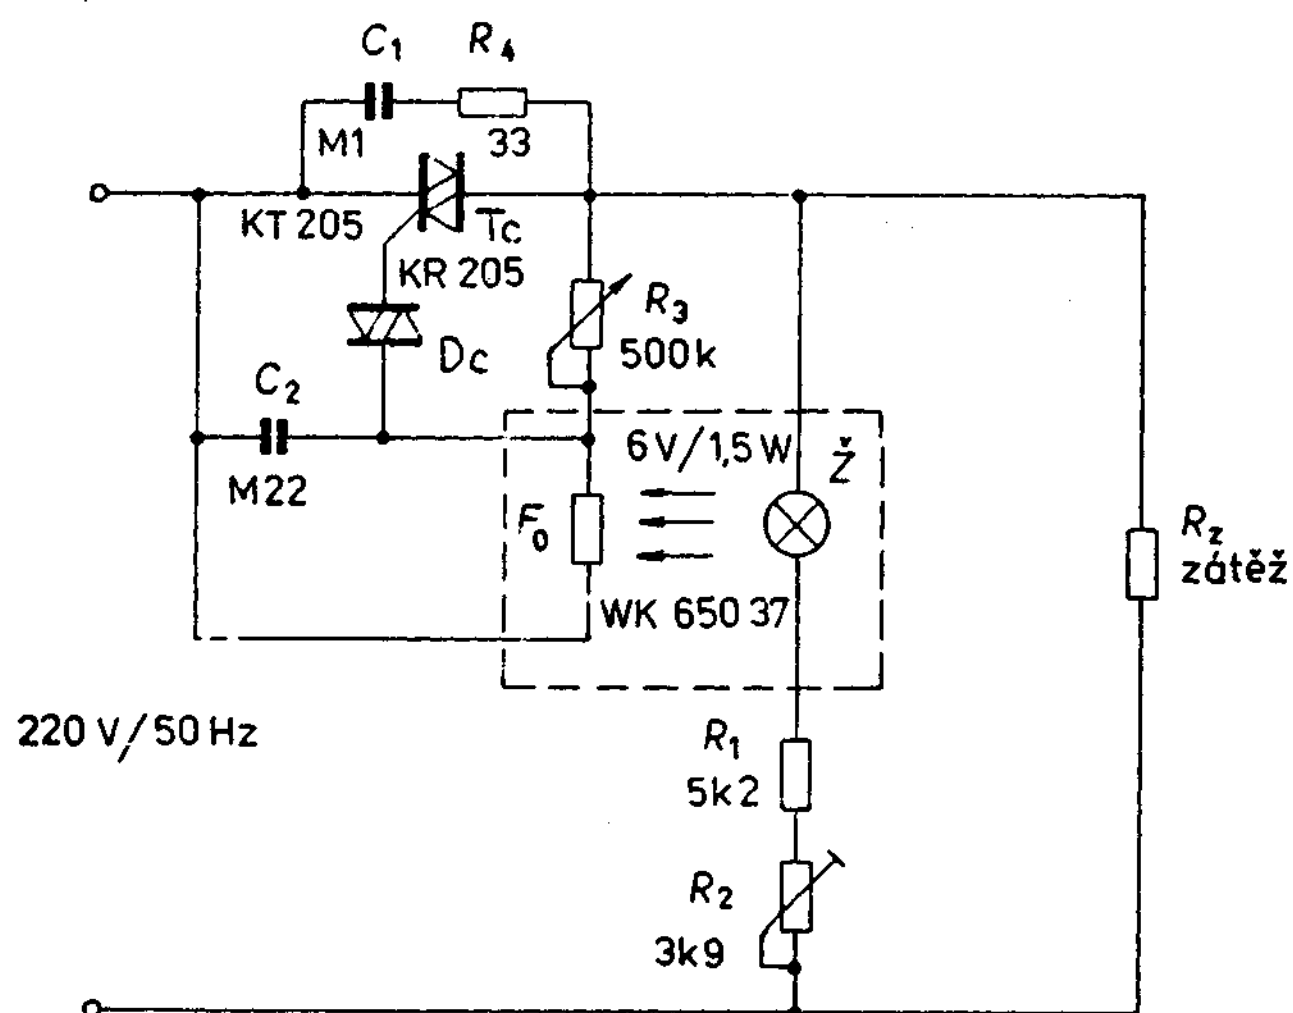 C1
R4
M1
33
KT 205
Tc
KR 205
R3
500k
Dc
C2
M22
6V/1,5W
Ž
F0
WK 650 37
Rz
zátěž
220 V/50 Hz
R1
5k2
R2
3k9